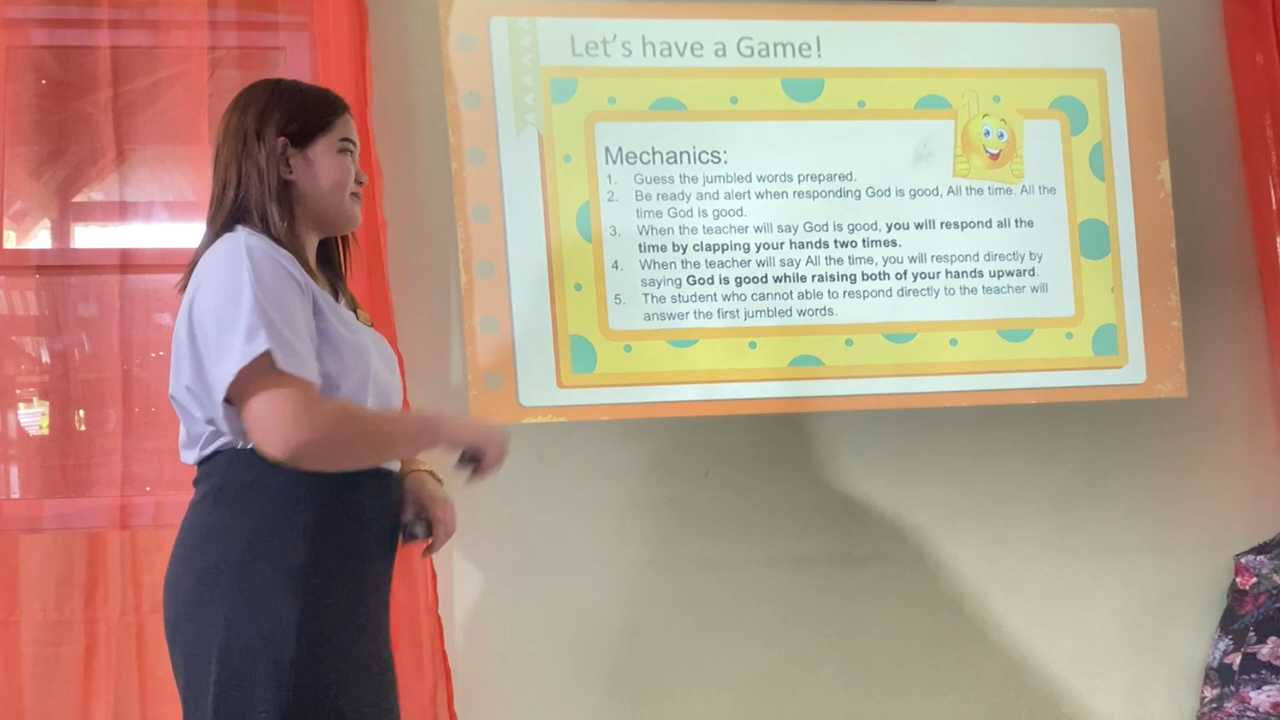 Let's have a Game!
Mechanics:
1. Guess the jumbled words prepared.
2. Be ready and alert when responding God is good, All the time. All the
time God is good.
3. When the teacher will say God is good, you will respond all the
time by clapping your hands two times.
4. When the teacher will say All the time, you will respond directly by
saying God is good while raising both of your hands upward.
5. The student who cannot able to respond directly to the teacher will
answer the first jumbled words.